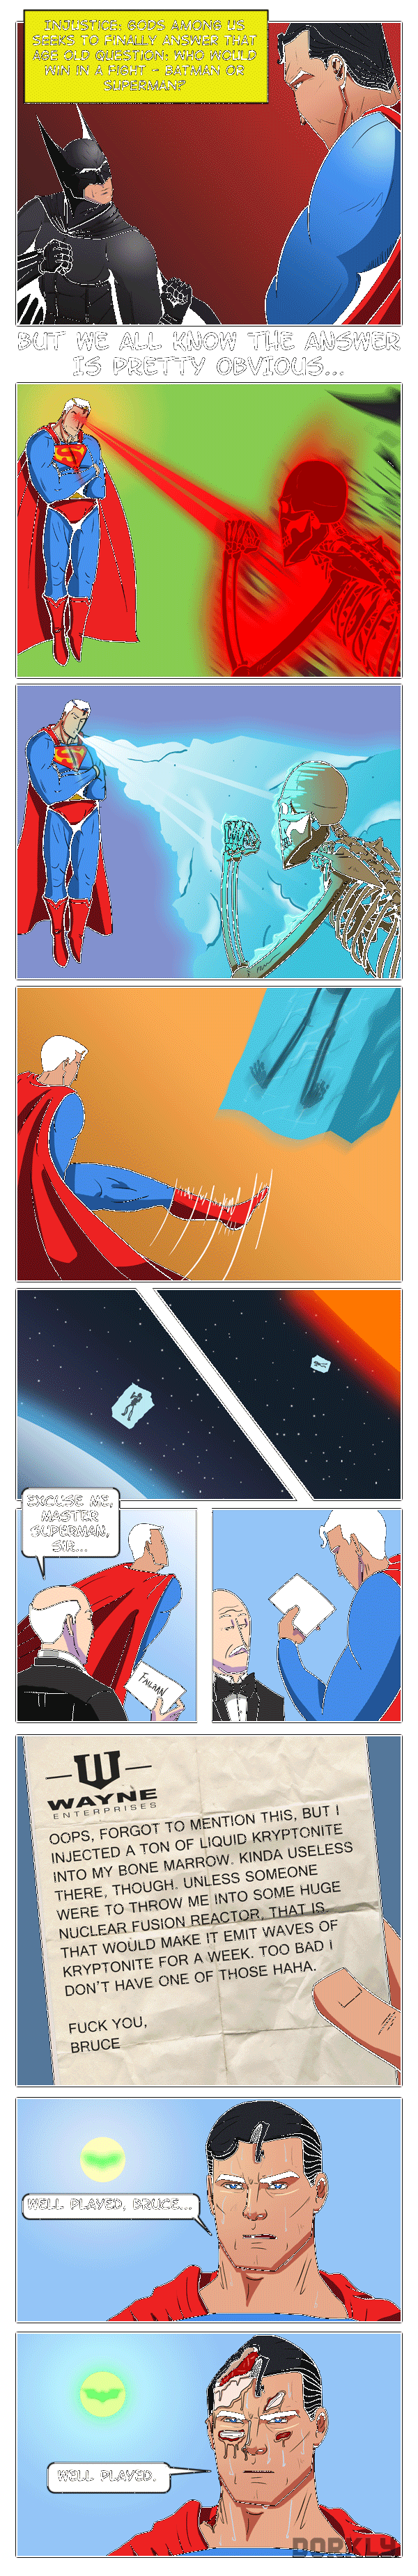 INJUSTICE: GODS AMONG US
SEEKS TO FINALLY ANSWER THAT
AGE OLD QUESTION: WHO WOULD
WIN IN A FIGHT - BATMAN OR
SUPERMAN?
BUT WE ALL KNOW THE ANSWER
IS PRETTY OBVIOUS...
EXCUSE ME,
MASTER
SUPERMAN,
SIR...
WAYNE
ENTERPRISES
OOPS, FORGOT TO MENTION THIS, BUT I
INJECTED A TON OF LIQUID KRYPTONITE
INTO MY BONE MARROW. KINDA USELESS
THERE, THOUGH. UNLESS SOMEONE
WERE TO THROW ME INTO SOME HUGE
NUCLEAR FUSION REACTOR, THAT IS.
THAT WOULD MAKE IT EMIT WAVES OF
KRYPTONITE FOR A WEEK. TOO BAD I
DON'T HAVE ONE OF THOSE HAHA.
FUCK YOU,
BRUCE
WELL PLAYED, BRUCE...
WELL PLAYED.
DORKLY